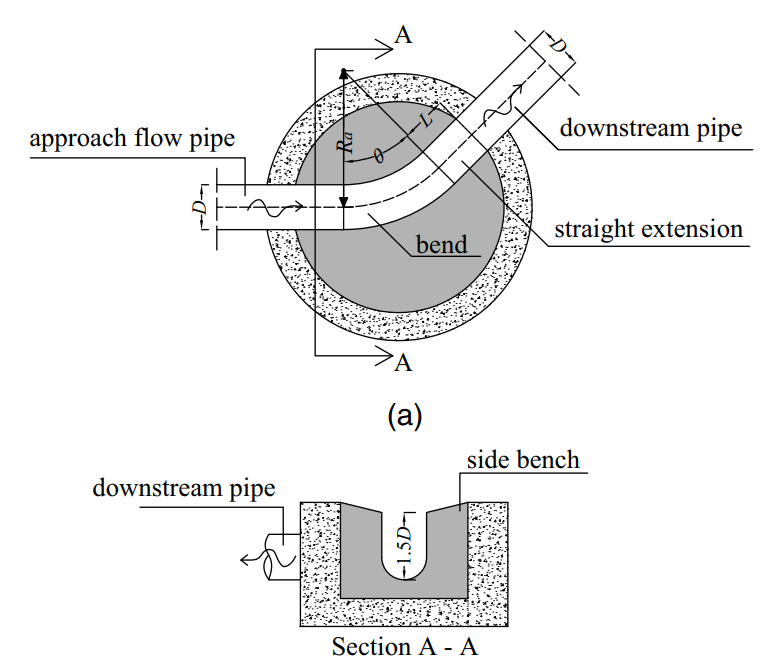 A
D
approach flow pipe
Ra
θ
L
downstream pipe
D
straight extension
bend
A
(a)
side bench
downstream pipe
1.5D
Section A - A